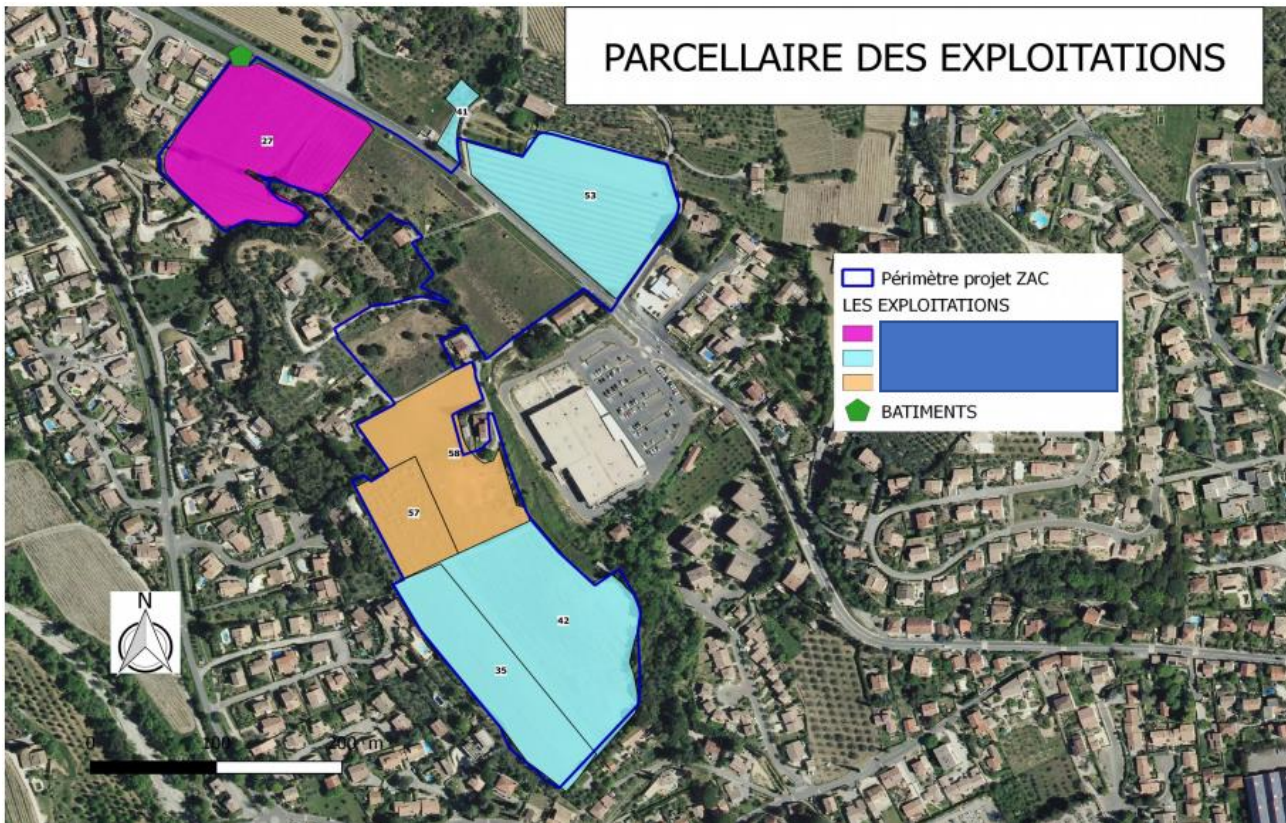 PARCELLAIRE DES EXPLOITATIONS
41
27
53
Périmètre projet ZAC
LES EXPLOITATIONS
BATIMENTS
58
57
42
35
N
0 100 200 m